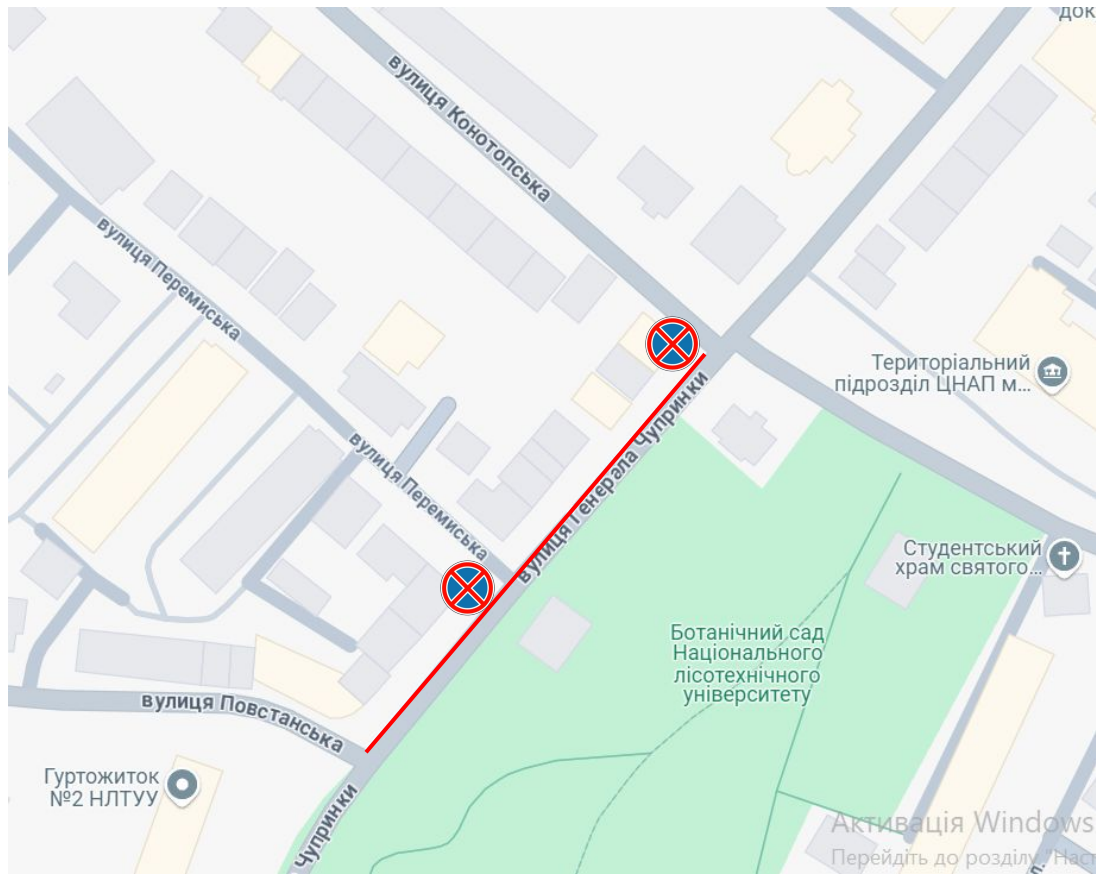 док
вулиця Конотопська
вулиця Перемиська
Територіальний
підрозділ ЦНАП м...
вулиця Генерала Чупринки
вулиця Перемиська
Студентський
храм святого...
Ботанічний сад
Національного
лісотехнічного
університету
вулиця Повстанська
Гуртожиток
№2 НЛТУУ
Чупринки
Активація Windows
Перейдіть до розділу "Наст